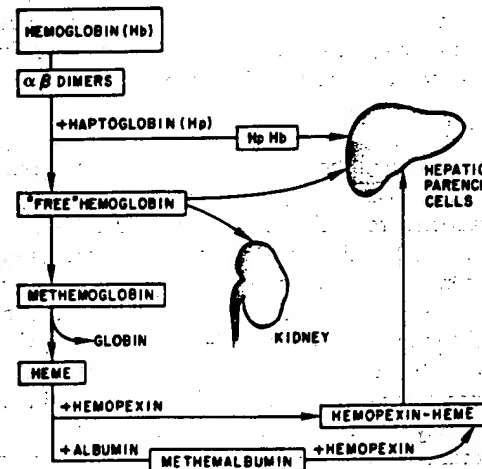 HEMOGLOBIN (Hb)
αβ DIMERS
+HAPTOGLOBIN (Hp)
Hp Hb
HEPATIC
PARENC
CELLS
"FREE" HEMOGLOBIN
METHEMOGLOBIN
GLOBIN
KIDNEY
HEME
+HEMOPEXIN
HEMOPEXIN-HEME
+ALBUMIN
METHEMALBUMIN
+HEMOPEXIN